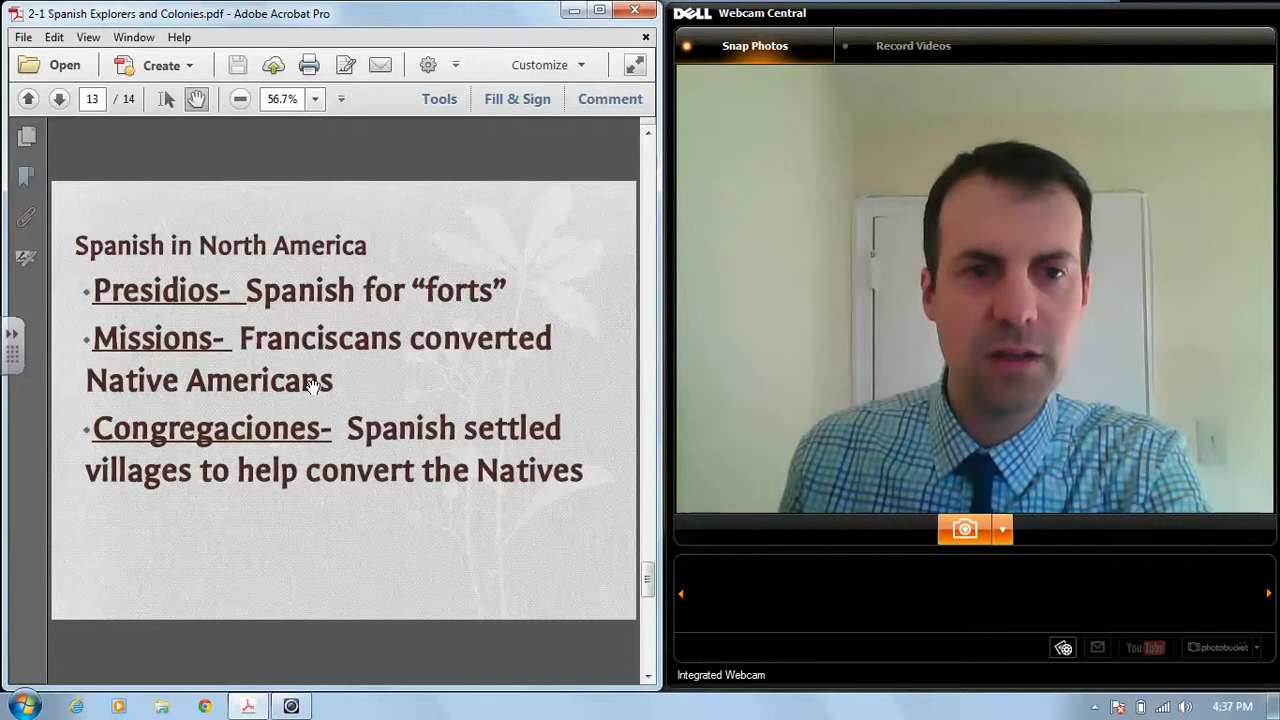 2-1 Spanish Explorers and Colonies.pdf - Adobe Acrobat Pro
File Edit View Window Help
Open Create Customize
13 / 14 56.7% Tools Fill & Sign Comment
Spanish in North America
·Presidios- Spanish for “forts”
·Missions- Franciscans converted
Native Americans
·Congregaciones- Spanish settled
villages to help convert the Natives
DELL Webcam Central
Snap Photos Record Videos
You Tube photobucket
Integrated Webcam
4:37 PM